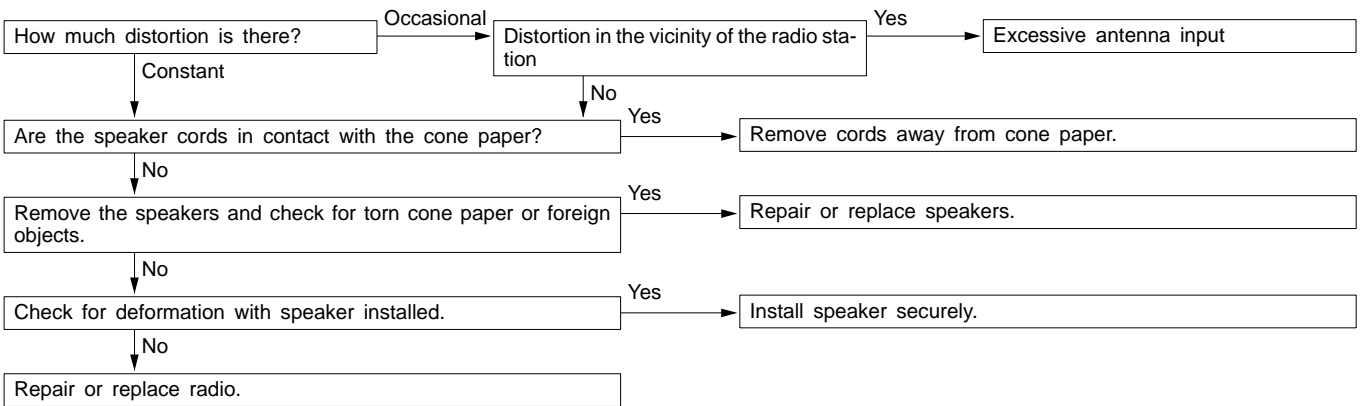 Occasional
Yes
How much distortion is there?
Distortion in the vicinity of the radio sta-
tion
Excessive antenna input
Constant
No
Yes
Are the speaker cords in contact with the cone paper?
Remove cords away from cone paper.
No
Yes
Remove the speakers and check for torn cone paper or foreign
objects.
Repair or replace speakers.
No
Yes
Check for deformation with speaker installed.
Install speaker securely.
No
Repair or replace radio.